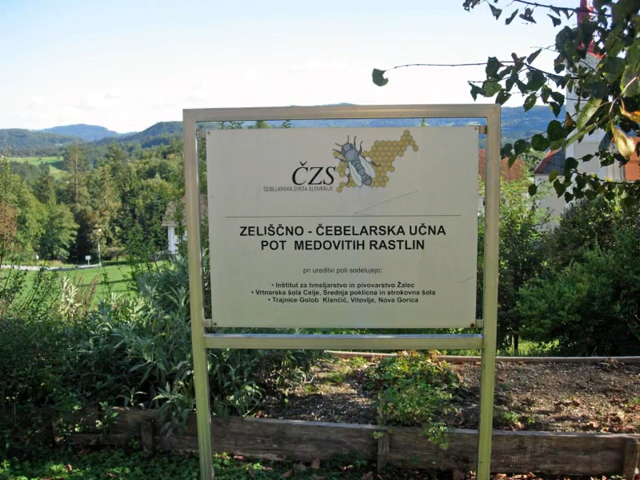 ČZS
ČEBELARSKA ZVEZA SLOVENIJE
ZELIŠČNO - ČEBELARSKA UČNA
POT MEDOVITIH RASTLIN
pri ureditvi poti sodelujejo:
• Inštitut za hmeljarstvo in pivovarstvo Žalec
• Vrtnarska šola Celje, Srednja poklicna in strokovna šola
• Trajnice Golob Klančič, Vitovlje, Nova Gorica